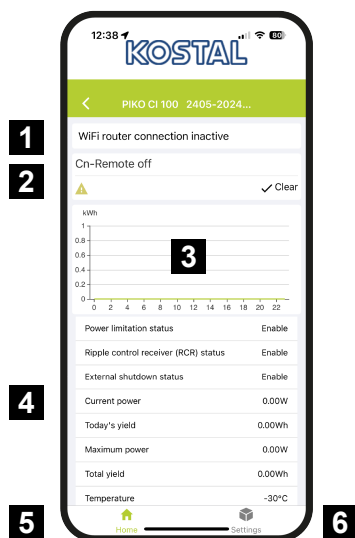 12:38 80
KOSTAL
PIKO CI 100 2405-2024...
1 WiFi router connection inactive
2 Cn-Remote off
Clear
kWh
1
0.8
3
0.6
0.4
0.2
0
0 2 4 6 8 10 12 14 16 18 20 22
Power limitation status Enable
Ripple control receiver (RCR) status Enable
External shutdown status Enable
4 Current power 0.00W
Today's yield 0.00Wh
Maximum power 0.00W
Total yield 0.00Wh
Temperature -30°C
5 Home Settings 6